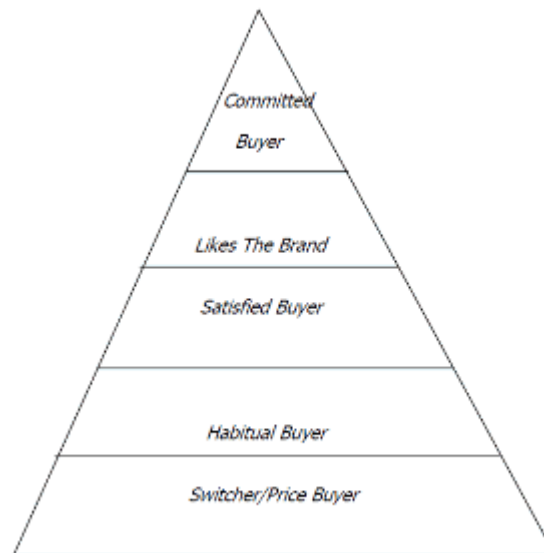 Committed
Buyer
Likes The Brand
Satisfied Buyer
Habitual Buyer
Switcher/Price Buyer